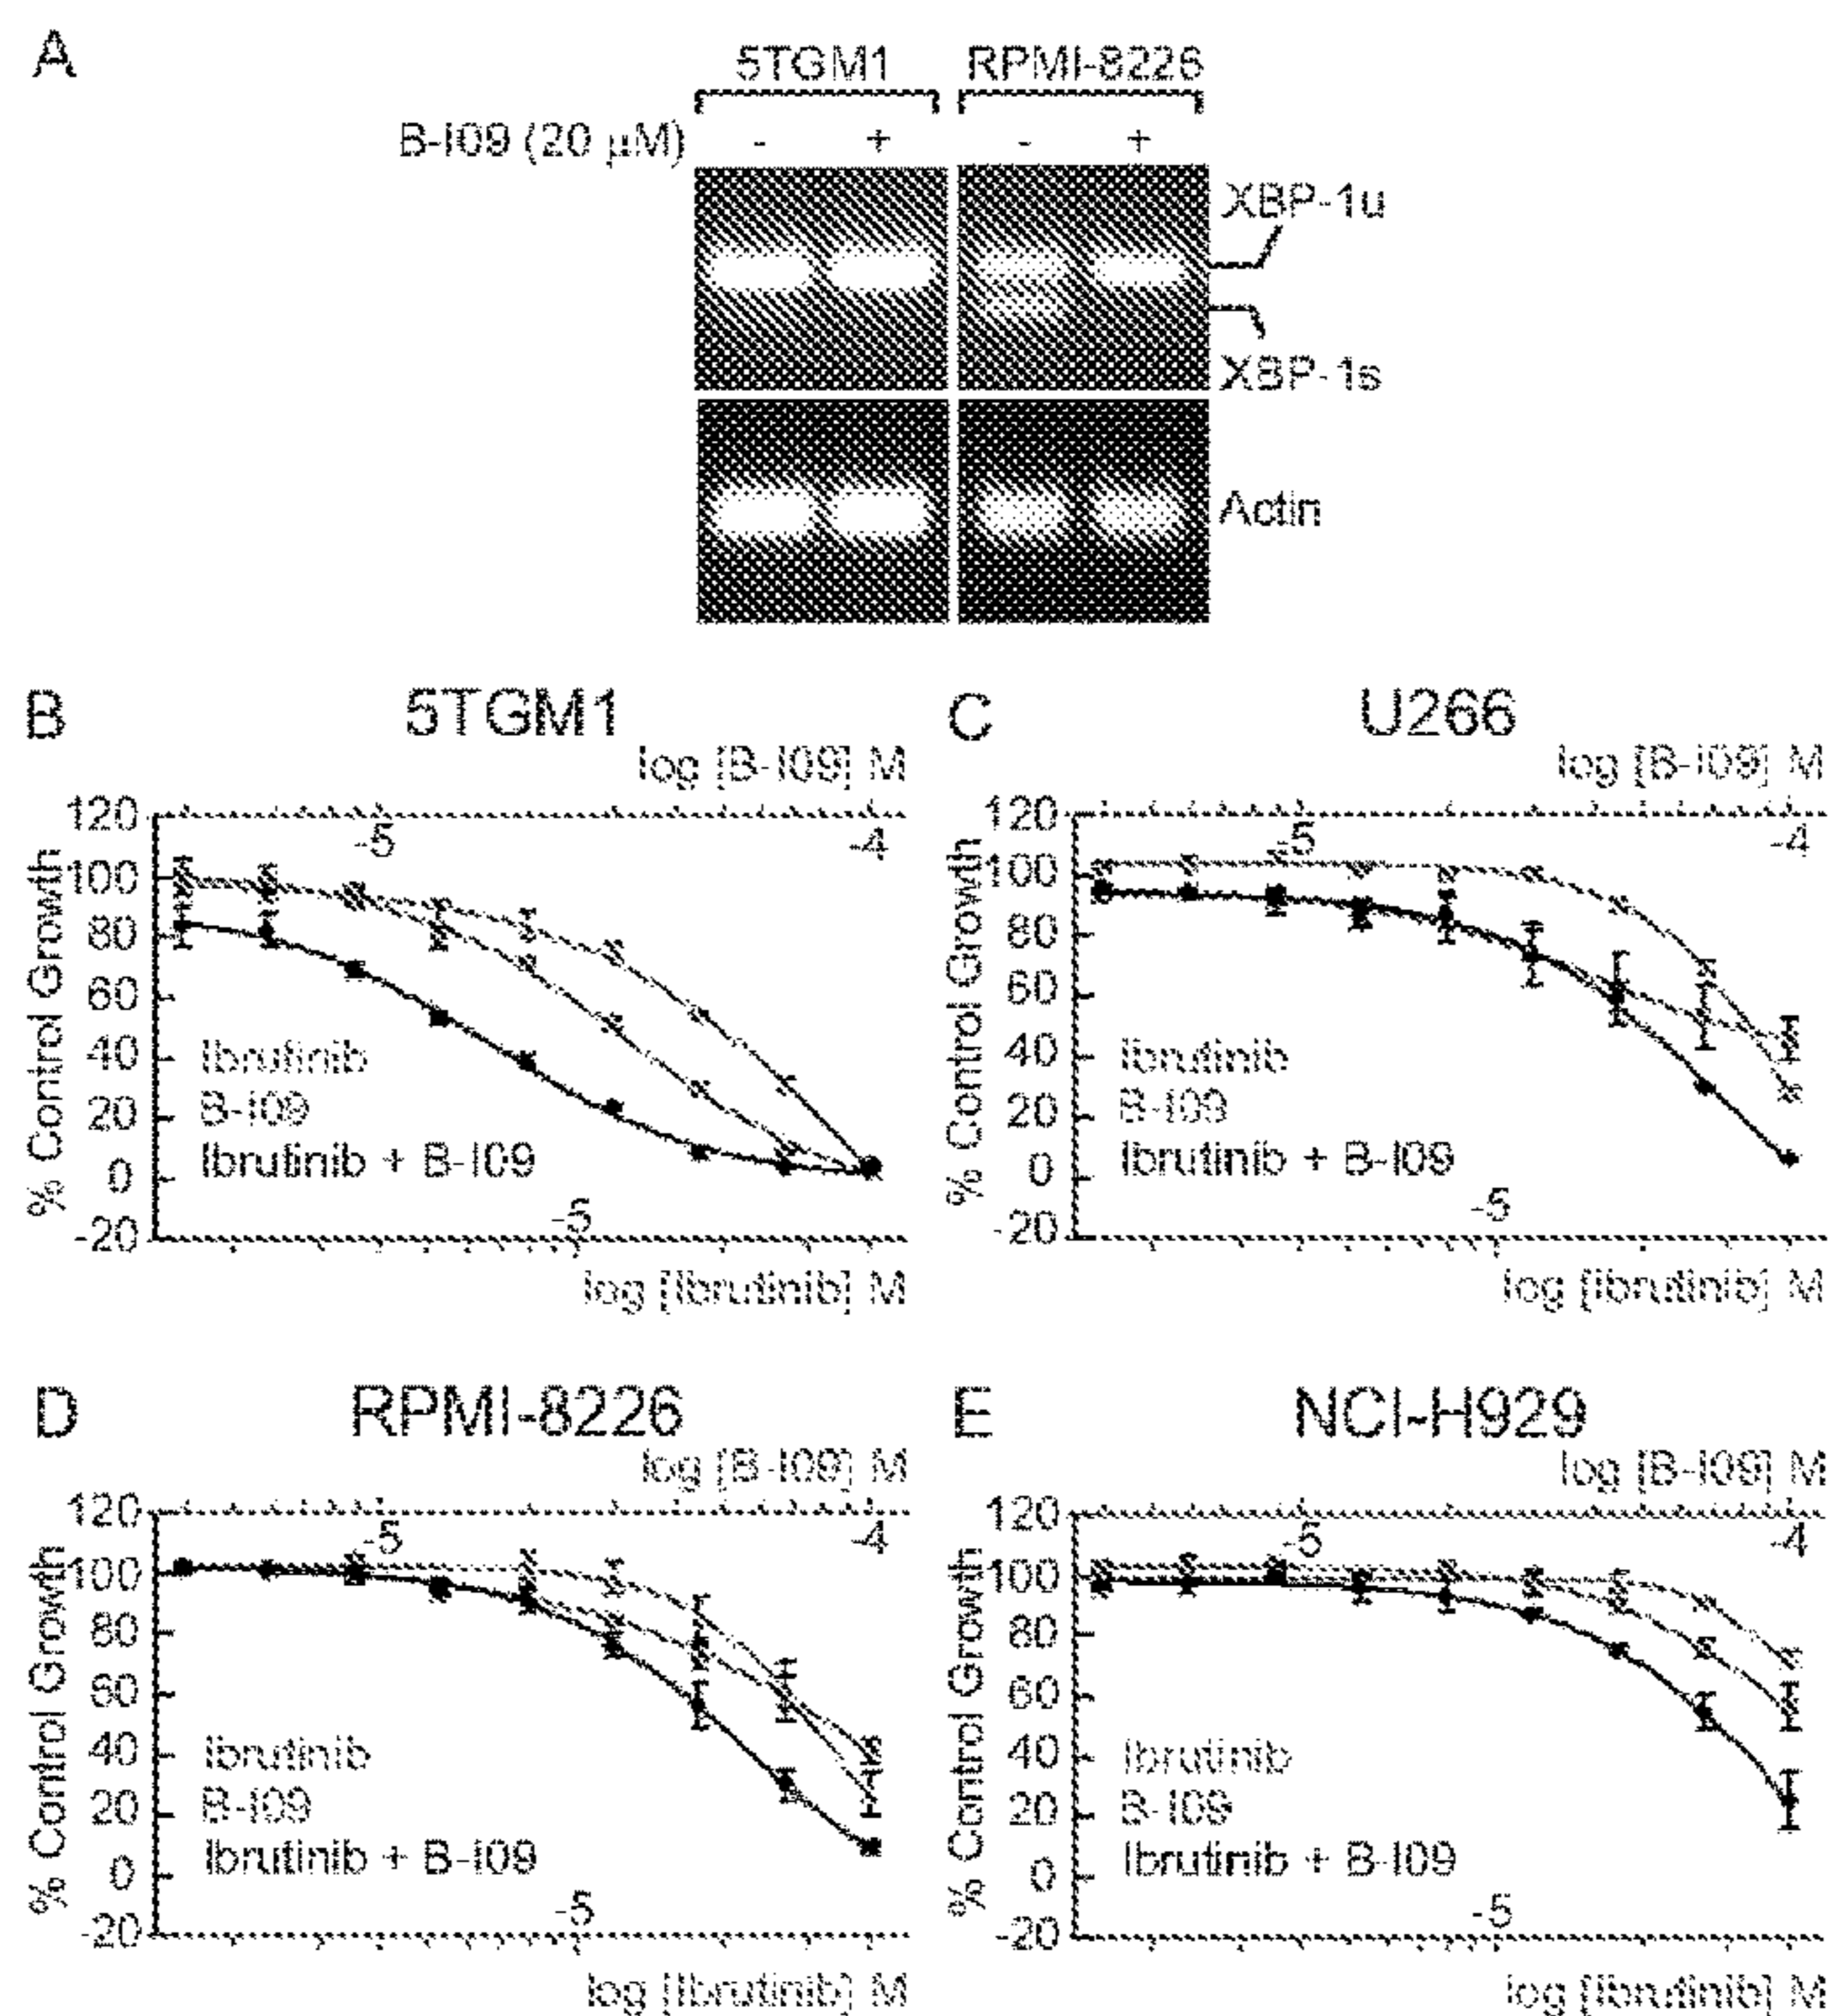 A
5TGM1 RPMI-8226
B-I09 (20 µM) - + - +
XBP-1u
XBP-1s
Actin
B 5TGM1
log [B-I09] M
-5 -4
120
100
80
60
40
20
0
-20
% Control Growth
Ibrutinib
B-I09
Ibrutinib + B-I09
-5
log [Ibrutinib] M
C U266
log [B-I09] M
-5 -4
120
100
80
60
40
20
0
-20
% Control Growth
Ibrutinib
B-I09
Ibrutinib + B-I09
-5
log [Ibrutinib] M
D RPMI-8226
log [B-I09] M
-5 -4
120
100
80
60
40
20
0
-20
% Control Growth
Ibrutinib
B-I09
Ibrutinib + B-I09
-5
log [Ibrutinib] M
E NCI-H929
log [B-I09] M
-5 -4
120
100
80
60
40
20
0
-20
% Control Growth
Ibrutinib
B-I09
Ibrutinib + B-I09
-5
log [Ibrutinib] M